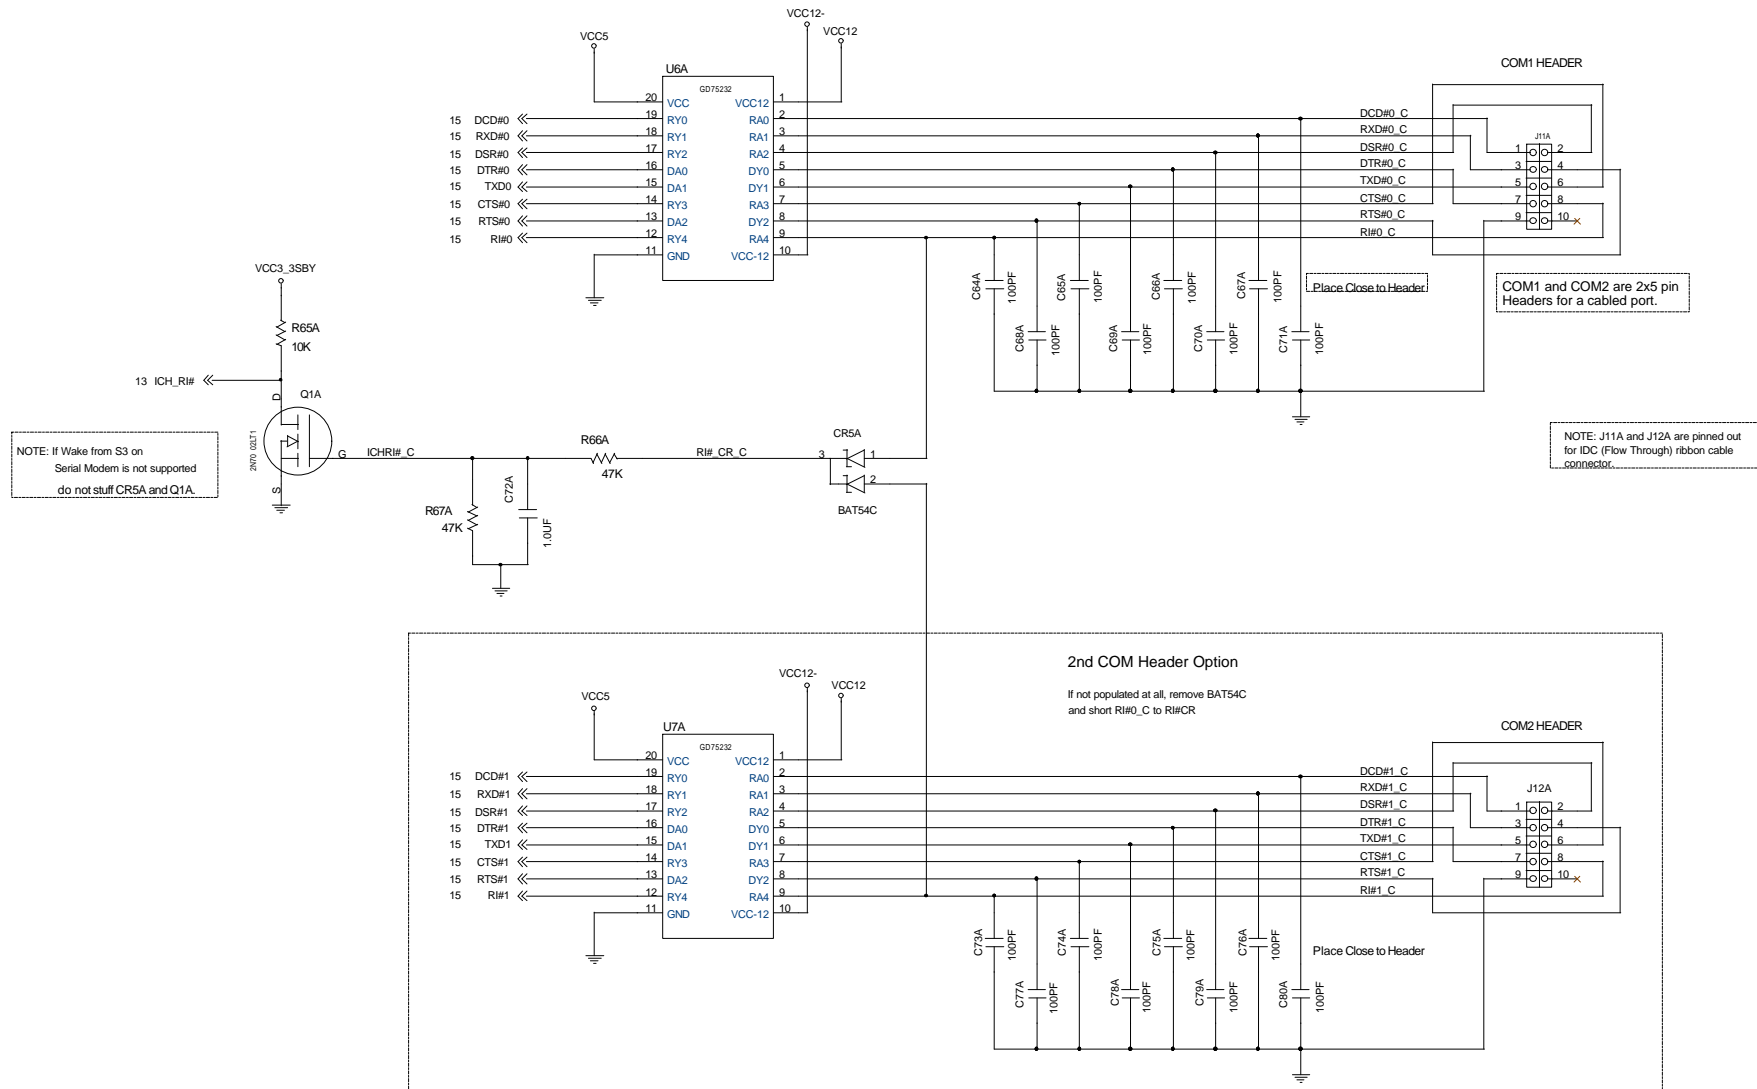 VCC12-
VCC5
VCC12
U6A
COM1 HEADER
GD75232
20 VCC VCC12 1
15 DCD#0 19 RY0 RA0 2 DCD#0_C
15 RXD#0 18 RY1 RA1 3 RXD#0_C
15 DSR#0 17 RY2 RA2 4 DSR#0_C
15 DTR#0 16 DA0 DY0 5 DTR#0_C
15 TXD0 15 DA1 DY1 6 TXD#0_C
15 CTS#0 14 RY3 RA3 7 CTS#0_C
15 RTS#0 13 DA2 DY2 8 RTS#0_C
15 RI#0 12 RY4 RA4 9 RI#0_C
11 GND VCC-12 10
J11A
1 2
3 4
5 6
7 8
9 10
C64A 100PF
C65A 100PF
C66A 100PF
C67A 100PF
C68A 100PF
C69A 100PF
C70A 100PF
C71A 100PF
Place Close to Header
COM1 and COM2 are 2x5 pin
Headers for a cabled port.
VCC3_3SBY
R65A
10K
13 ICH_RI#
D
Q1A
2N70 02LT1
G
S
ICHRI#_C
R66A
47K
RI#_CR_C
CR5A
3 1
2
BAT54C
C72A
1.0UF
R67A
47K
NOTE: If Wake from S3 on
Serial Modem is not supported
do not stuff CR5A and Q1A.
NOTE: J11A and J12A are pinned out
for IDC (Flow Through) ribbon cable
connector.
2nd COM Header Option
If not populated at all, remove BAT54C
and short RI#0_C to RI#CR
VCC12-
VCC5
VCC12
U7A
COM2 HEADER
GD75232
20 VCC VCC12 1
15 DCD#1 19 RY0 RA0 2 DCD#1_C
15 RXD#1 18 RY1 RA1 3 RXD#1_C
15 DSR#1 17 RY2 RA2 4 DSR#1_C
15 DTR#1 16 DA0 DY0 5 DTR#1_C
15 TXD1 15 DA1 DY1 6 TXD#1_C
15 CTS#1 14 RY3 RA3 7 CTS#1_C
15 RTS#1 13 DA2 DY2 8 RTS#1_C
15 RI#1 12 RY4 RA4 9 RI#1_C
11 GND VCC-12 10
J12A
1 2
3 4
5 6
7 8
9 10
C73A 100PF
C74A 100PF
C75A 100PF
C76A 100PF
Place Close to Header
C77A 100PF
C78A 100PF
C79A 100PF
C80A 100PF